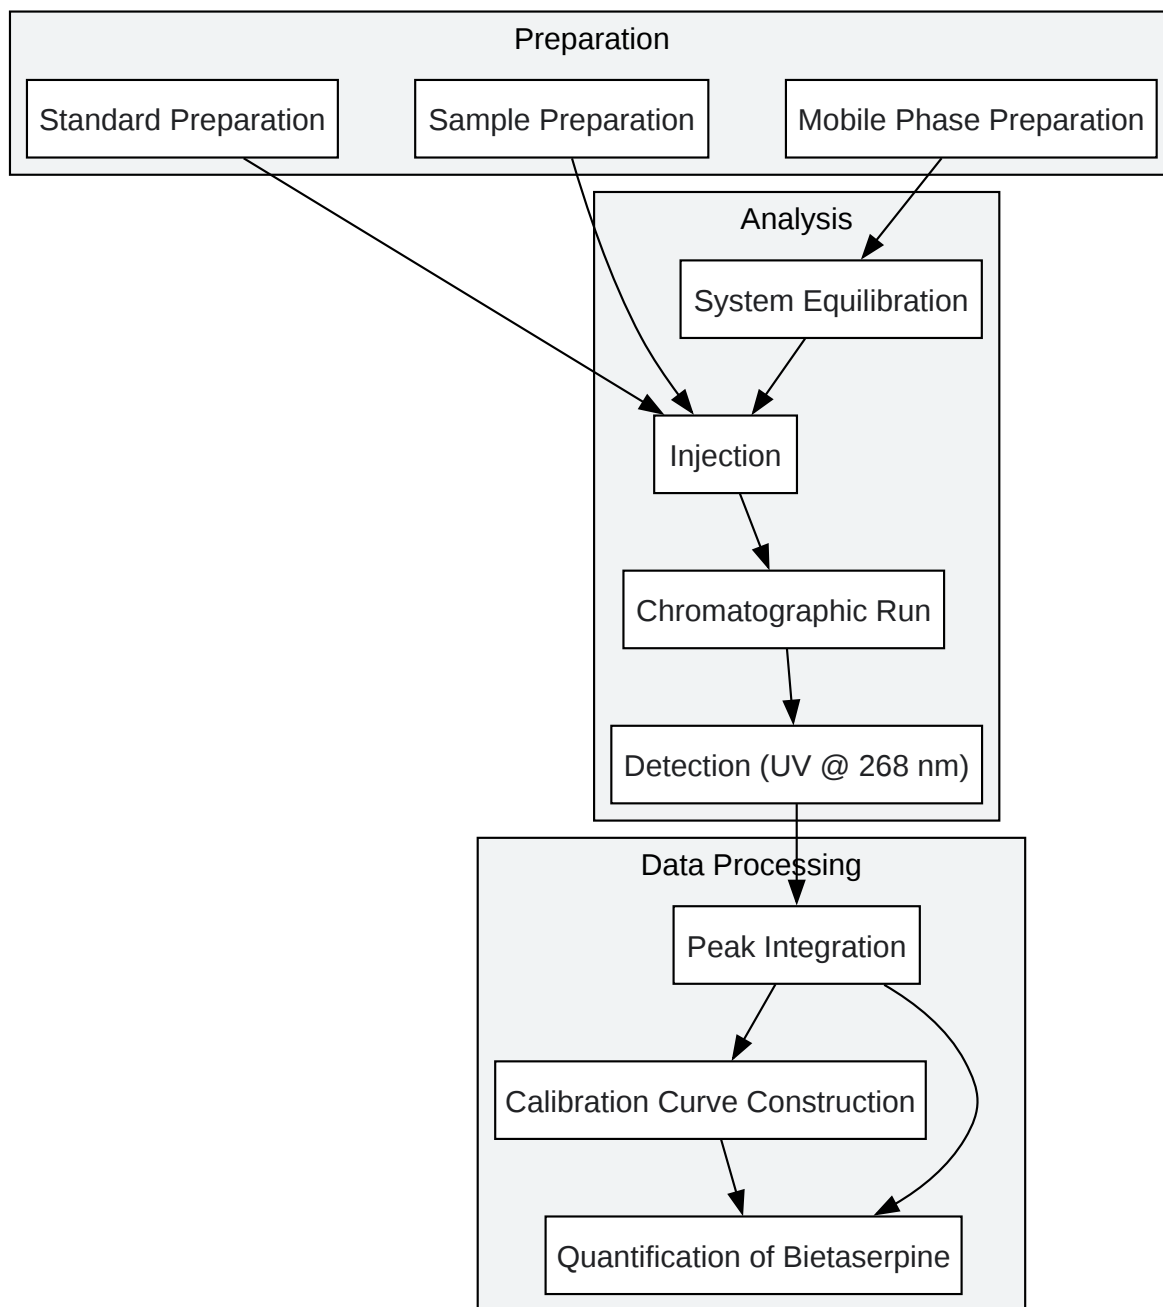 Preparation
Standard Preparation
Sample Preparation
Mobile Phase Preparation
Analysis
System Equilibration
Injection
Chromatographic Run
Detection (UV @ 268 nm)
Data Processing
Peak Integration
Calibration Curve Construction
Quantification of Bietaserpine